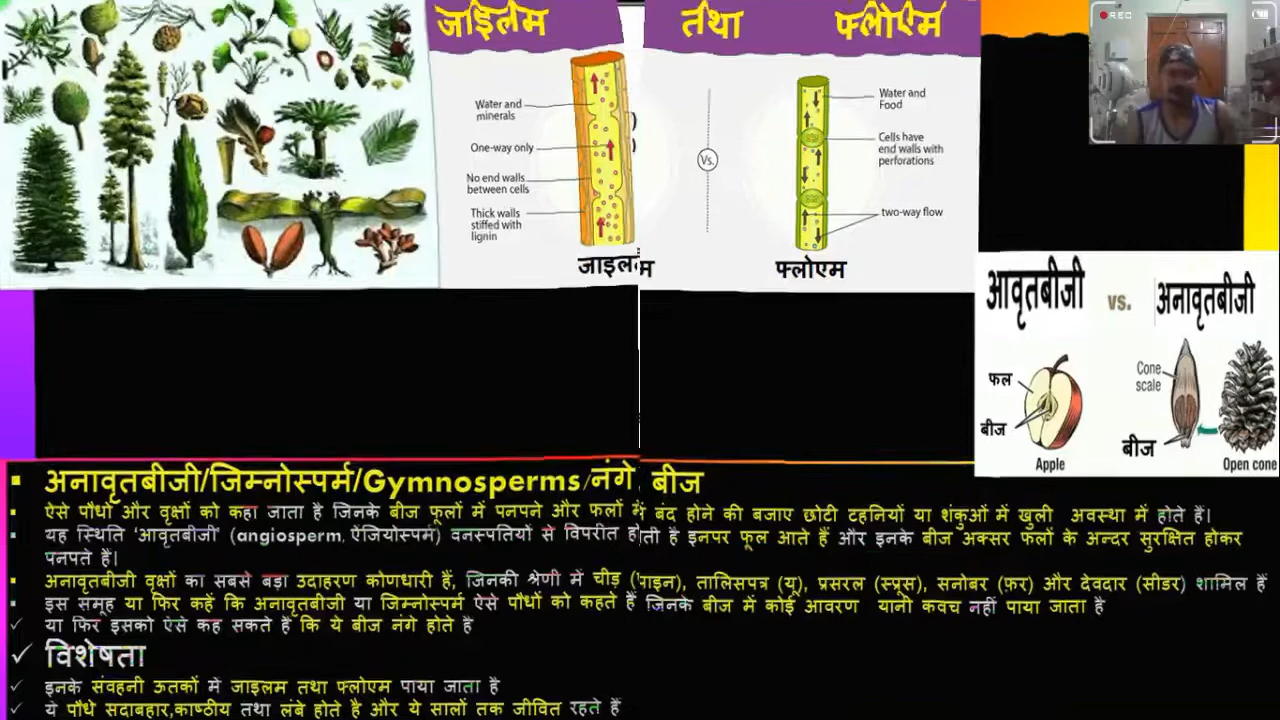 जाइलम तथा फ्लोएम
REC
Water and
minerals
One-way only
No end walls
between cells
Thick walls
stiffed with
lignin
जाइलम
Vs.
Water and
Food
Cells have
end walls with
perforations
two-way flow
फ्लोएम
आवृतबीजी vs. अनावृतबीजी
फल
बीज
Apple
Cone
scale
बीज
Open cone
अनावृतबीजी/जिम्नोस्पर्म/Gymnosperms/नंगे बीज
ऐसे पौधों और वृक्षों को कहा जाता है जिनके बीज फूलों में पनपने और फलों में बंद होने की बजाए छोटी टहनियों या शंकुओं में खुली अवस्था में होते हैं।
यह स्थिति 'आवृतबीजी' (angiosperm, ऐंजियोस्पर्म) वनस्पतियों से विपरीत होती है इनपर फूल आते हैं और इनके बीज अक्सर फलों के अन्दर सुरक्षित होकर
पनपते हैं।
अनावृतबीजी वृक्षों का सबसे बड़ा उदाहरण कोणधारी हैं, जिनकी श्रेणी में चीड़ (पाइन), तालिसपत्र (यू), प्रसरल (स्प्रूस), सनोबर (फ़र) और देवदार (सीडर) शामिल हैं
इस समूह या फिर कहें कि अनावृतबीजी या जिम्नोस्पर्म ऐसे पौधों को कहते हैं जिनके बीज में कोई आवरण यानी कवच नहीं पाया जाता है
या फिर इसको ऐसे कह सकते हैं कि ये बीज नंगे होते है
विशेषता
इनके संवहनी ऊतकों में जाइलम तथा फ्लोएम पाया जाता है
ये पौधे सदाबहार,काष्ठीय तथा लंबे होते है और ये सालों तक जीवित रहते हैं